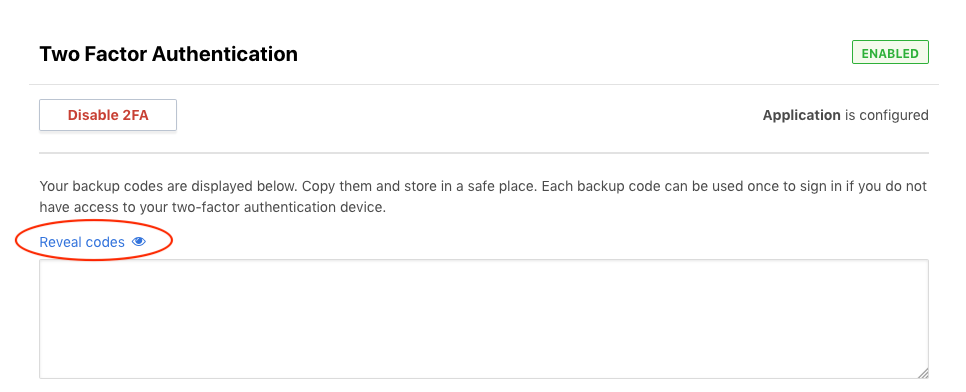 Two Factor Authentication
ENABLED
Disable 2FA
Application is configured
Your backup codes are displayed below. Copy them and store in a safe place. Each backup code can be used once to sign in if you do not
have access to your two-factor authentication device.
Reveal codes